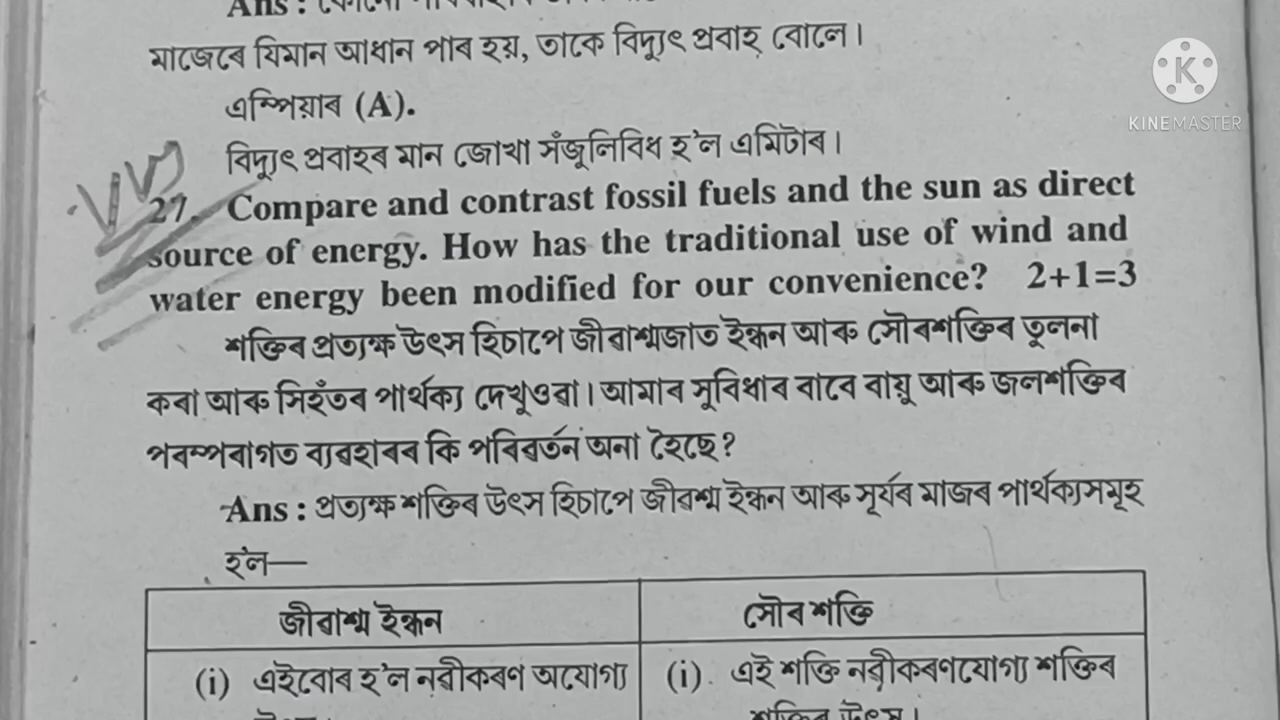 Ans :
মাজেৰে যিমান আধান পাৰ হয়, তাকে বিদ্যুৎ প্ৰবাহ বোলে।
এম্পিয়াৰ (A).
বিদ্যুৎ প্ৰবাহৰ মান জোখা সঁজুলিবিধ হ'ল এমিটাৰ।
KINEMASTER
27. Compare and contrast fossil fuels and the sun as direct
source of energy. How has the traditional use of wind and
water energy been modified for our convenience? 2+1=3
শক্তিৰ প্ৰত্যক্ষ উৎস হিচাপে জীৱাশ্মজাত ইন্ধন আৰু সৌৰশক্তিৰ তুলনা
কৰা আৰু সিহঁতৰ পাৰ্থক্য দেখুওৱা। আমাৰ সুবিধাৰ বাবে বায়ু আৰু জলশক্তিৰ
পৰম্পৰাগত ব্যৱহাৰৰ কি পৰিৱৰ্তন অনা হৈছে?
Ans : প্ৰত্যক্ষ শক্তিৰ উৎস হিচাপে জীৱশ্ম ইন্ধন আৰু সূৰ্যৰ মাজৰ পাৰ্থক্যসমূহ
হ'ল—
জীৱাশ্ম ইন্ধন
সৌৰ শক্তি
(i) এইবোৰ হ'ল নৱীকৰণ অযোগ্য
(i) এই শক্তি নৱীকৰণযোগ্য শক্তিৰ
শক্তিৰ উৎস।